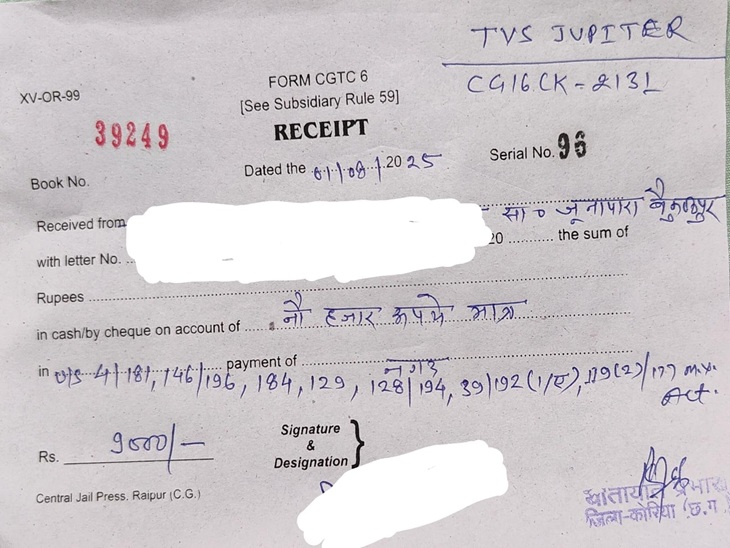 TVS JUPITER
CG16.CK-2131
XV-OR-99
FORM CGTC 6
[See Subsidiary Rule 59]
39249
RECEIPT
Book No.
Dated the 01/08/2025
Serial No. 96
Received from - सा० जूनापारा बैकुण्ठपुर
with letter No. 20 the sum of
Rupees
in cash/by cheque on account of नौ हजार रूपये मात्र
in payment of नगद
u/s 4/181, 146/196, 184, 129, 128/194, 39/192(1/ए), 119(2)/177 M.V. Act.
Rs. 9000/-
Signature
&
Designation
Central Jail Press, Raipur (C.G.)
यातायात प्रभारी
जिला-कोरिया (छ.ग.)